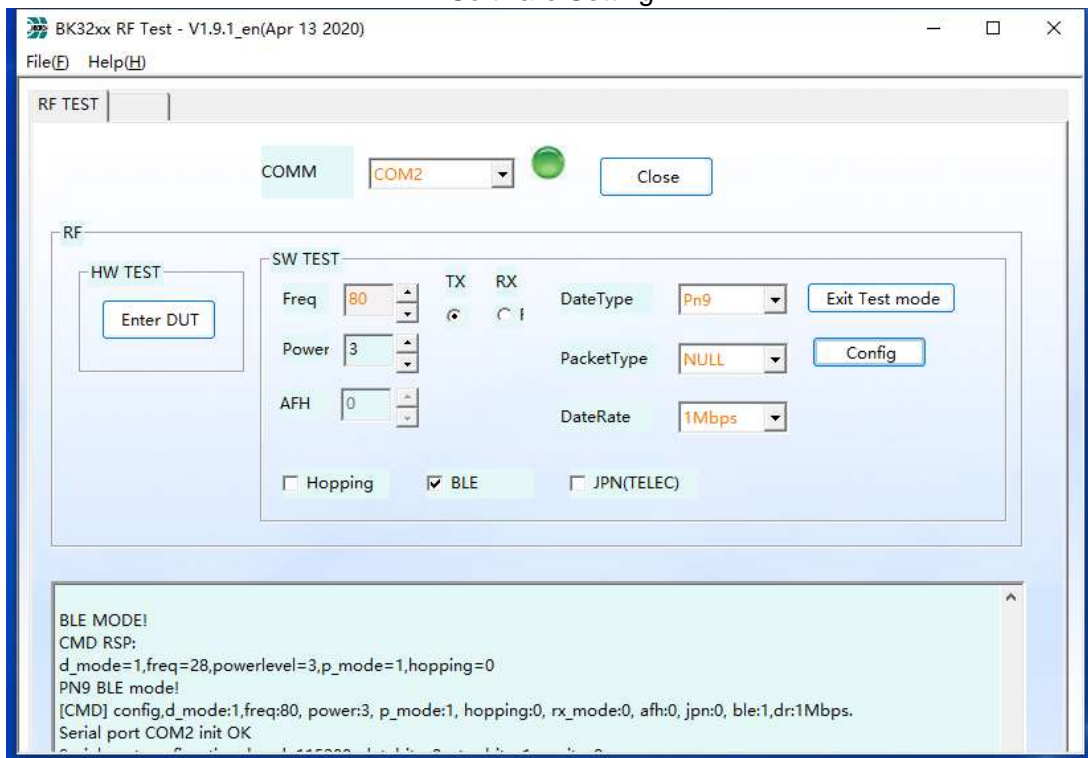 BK32xx RF Test - V1.9.1_en(Apr 13 2020)
File(F) Help(H)
RF TEST
COMM COM2 Close
RF
HW TEST
Enter DUT
SW TEST
Freq 80 TX RX DateType Pn9 Exit Test mode
Power 3 PacketType NULL Config
AFH 0 DateRate 1Mbps
Hopping BLE JPN(TELEC)
BLE MODE!
CMD RSP:
d_mode=1,freq=28,powerlevel=3,p_mode=1,hopping=0
PN9 BLE mode!
[CMD] config,d_mode:1,freq:80, power:3, p_mode:1, hopping:0, rx_mode:0, afh:0, jpn:0, ble:1,dr:1Mbps.
Serial port COM2 init OK